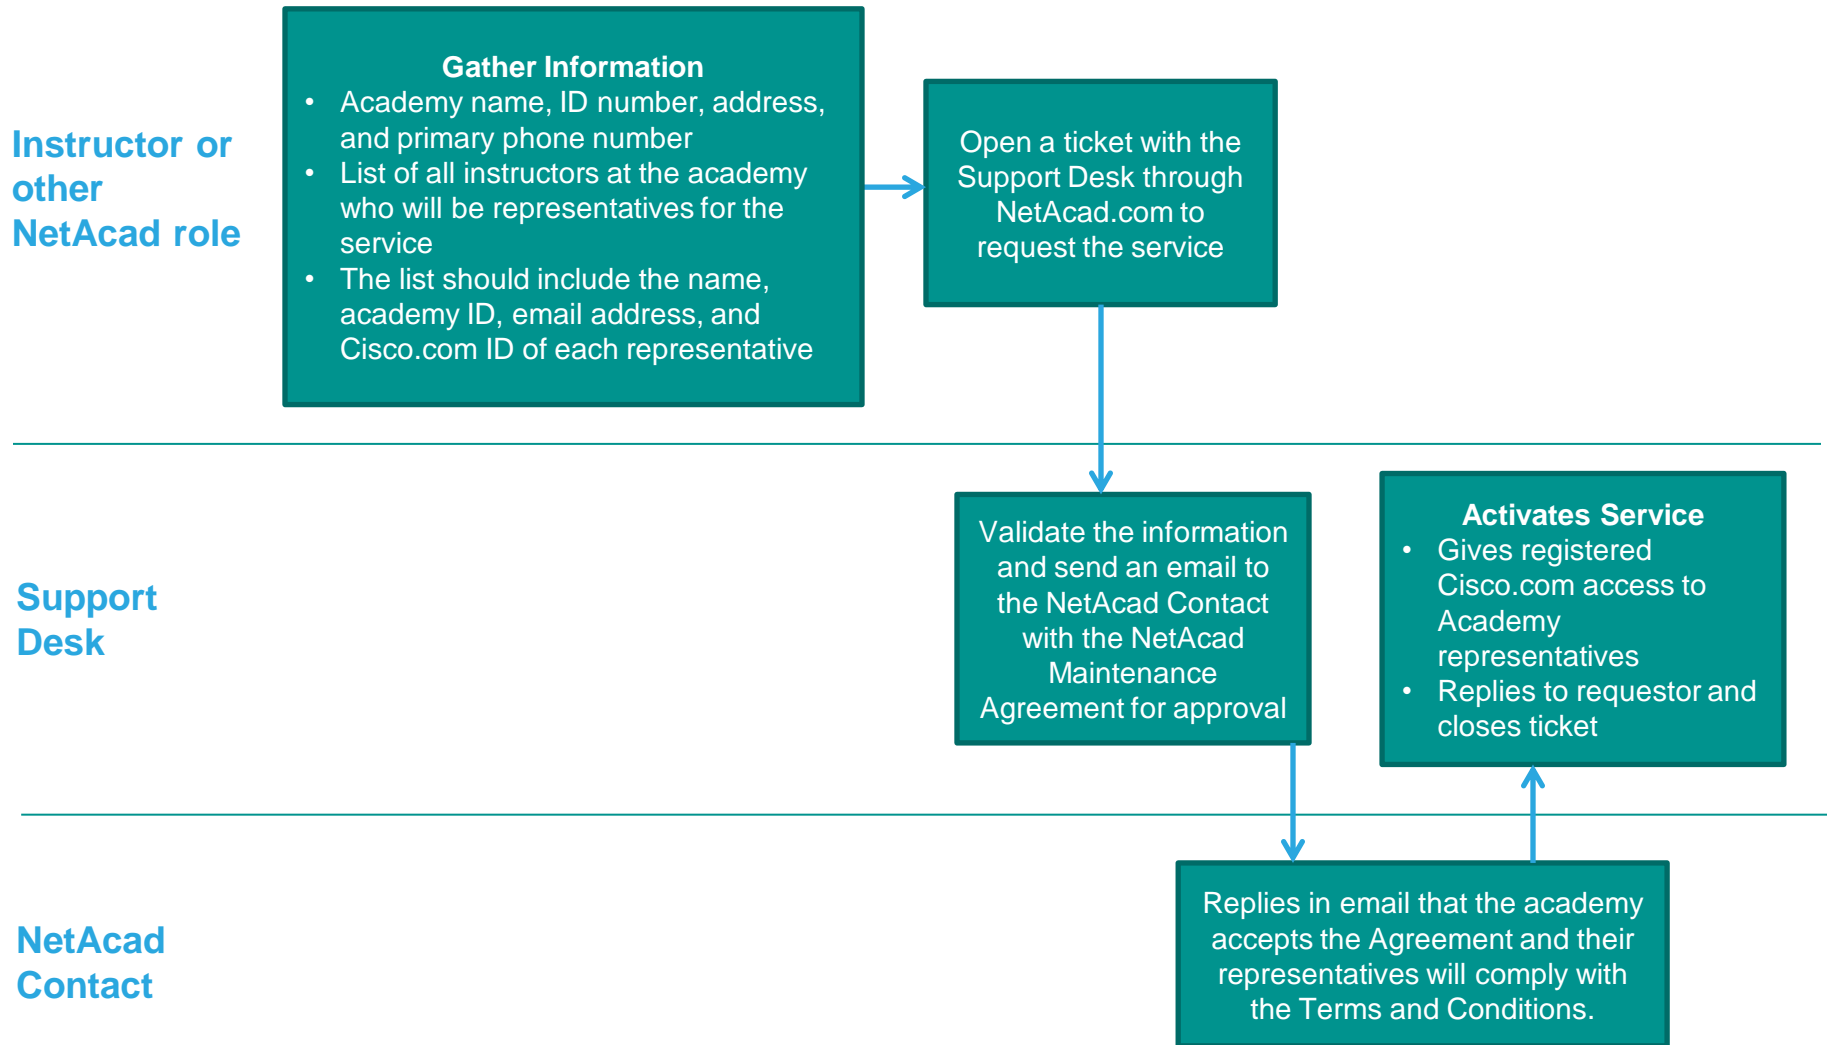 Instructor or
other
NetAcad role
Gather Information
• Academy name, ID number, address,
and primary phone number
• List of all instructors at the academy
who will be representatives for the
service
• The list should include the name,
academy ID, email address, and
Cisco.com ID of each representative
Open a ticket with the
Support Desk through
NetAcad.com to
request the service
Support
Desk
Validate the information
and send an email to
the NetAcad Contact
with the NetAcad
Maintenance
Agreement for approval
Activates Service
• Gives registered
Cisco.com access to
Academy
representatives
• Replies to requestor and
closes ticket
NetAcad
Contact
Replies in email that the academy
accepts the Agreement and their
representatives will comply with
the Terms and Conditions.